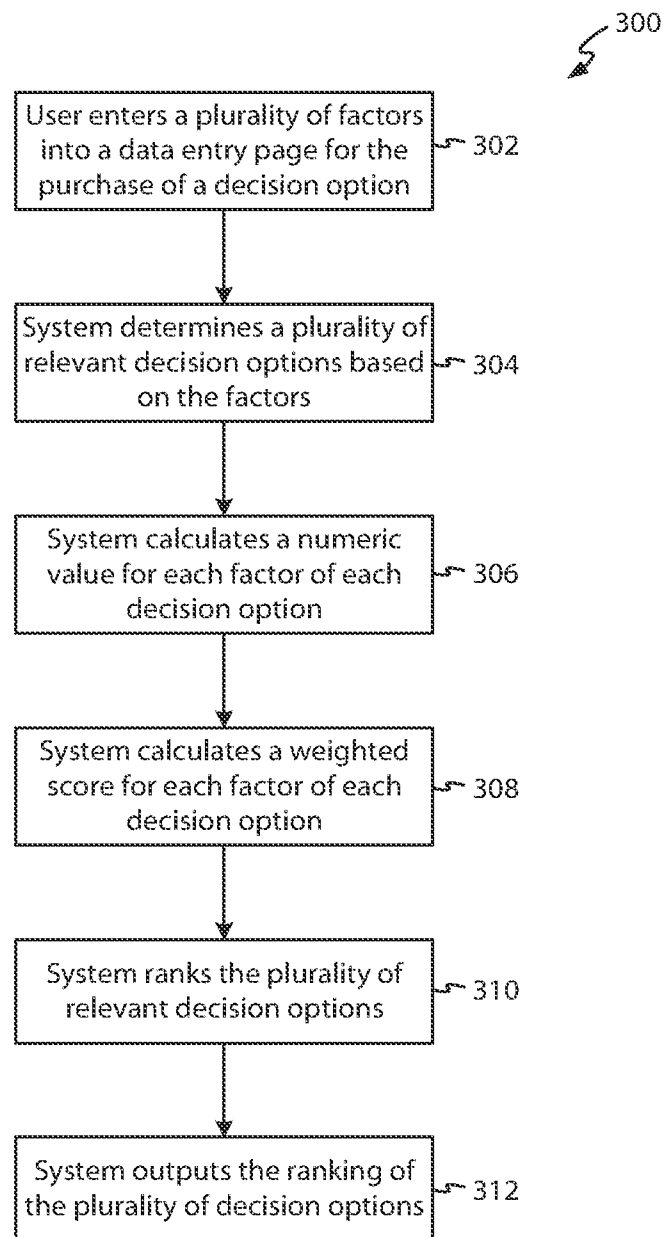 300
User enters a plurality of factors
into a data entry page for the
purchase of a decision option
302
System determines a plurality of
relevant decision options based
on the factors
304
System calculates a numeric
value for each factor of each
decision option
306
System calculates a weighted
score for each factor of each
decision option
308
System ranks the plurality of
relevant decision options
310
System outputs the ranking of
the plurality of decision options
312